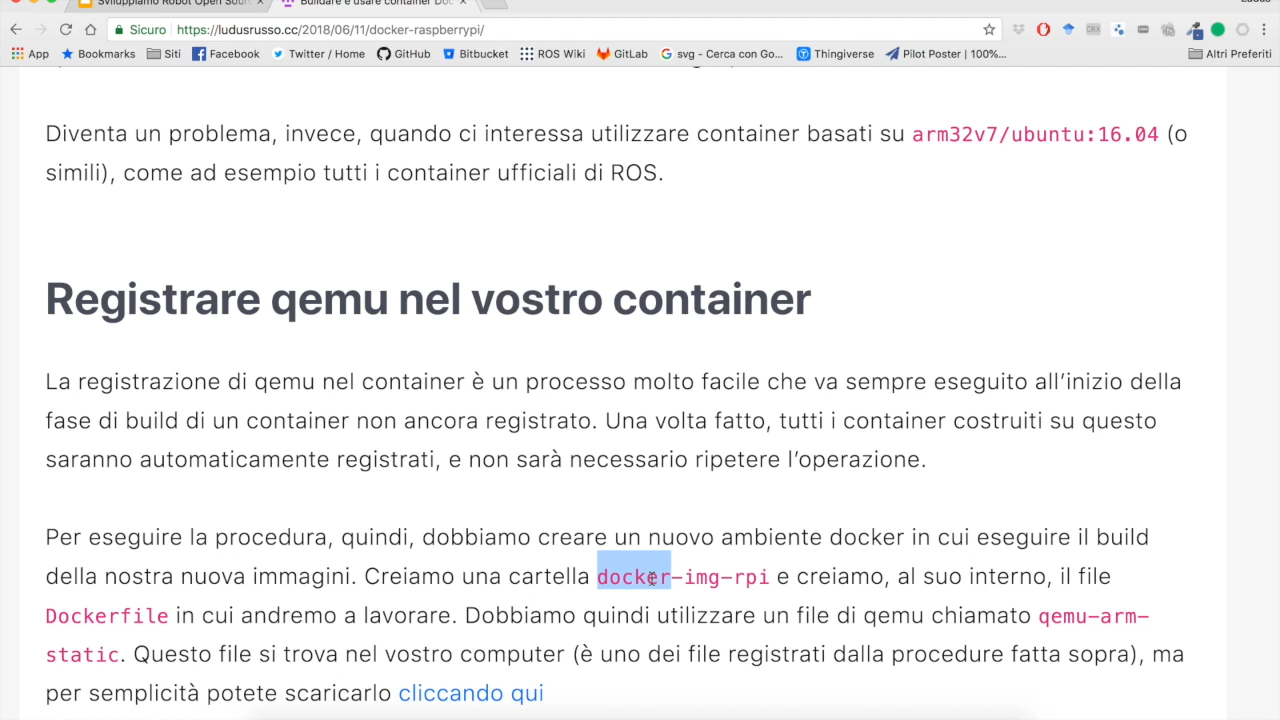 Sviluppiamo Robot Open Sour
Buildare e usare container Doc
Ludus
Sicuro https://ludusrusso.cc/2018/06/11/docker-raspberrypi/
App Bookmarks Siti Facebook Twitter / Home GitHub Bitbucket ROS Wiki GitLab svg - Cerca con Go... Thingiverse Pilot Poster | 100%... Altri Preferiti
Diventa un problema, invece, quando ci interessa utilizzare container basati su arm32v7/ubuntu:16.04 (o
simili), come ad esempio tutti i container ufficiali di ROS.
Registrare qemu nel vostro container
La registrazione di qemu nel container è un processo molto facile che va sempre eseguito all'inizio della
fase di build di un container non ancora registrato. Una volta fatto, tutti i container costruiti su questo
saranno automaticamente registrati, e non sarà necessario ripetere l'operazione.
Per eseguire la procedura, quindi, dobbiamo creare un nuovo ambiente docker in cui eseguire il build
della nostra nuova immagini. Creiamo una cartella docker-img-rpi e creiamo, al suo interno, il file
Dockerfile in cui andremo a lavorare. Dobbiamo quindi utilizzare un file di qemu chiamato qemu-arm-
static. Questo file si trova nel vostro computer (è uno dei file registrati dalla procedure fatta sopra), ma
per semplicità potete scaricarlo cliccando qui